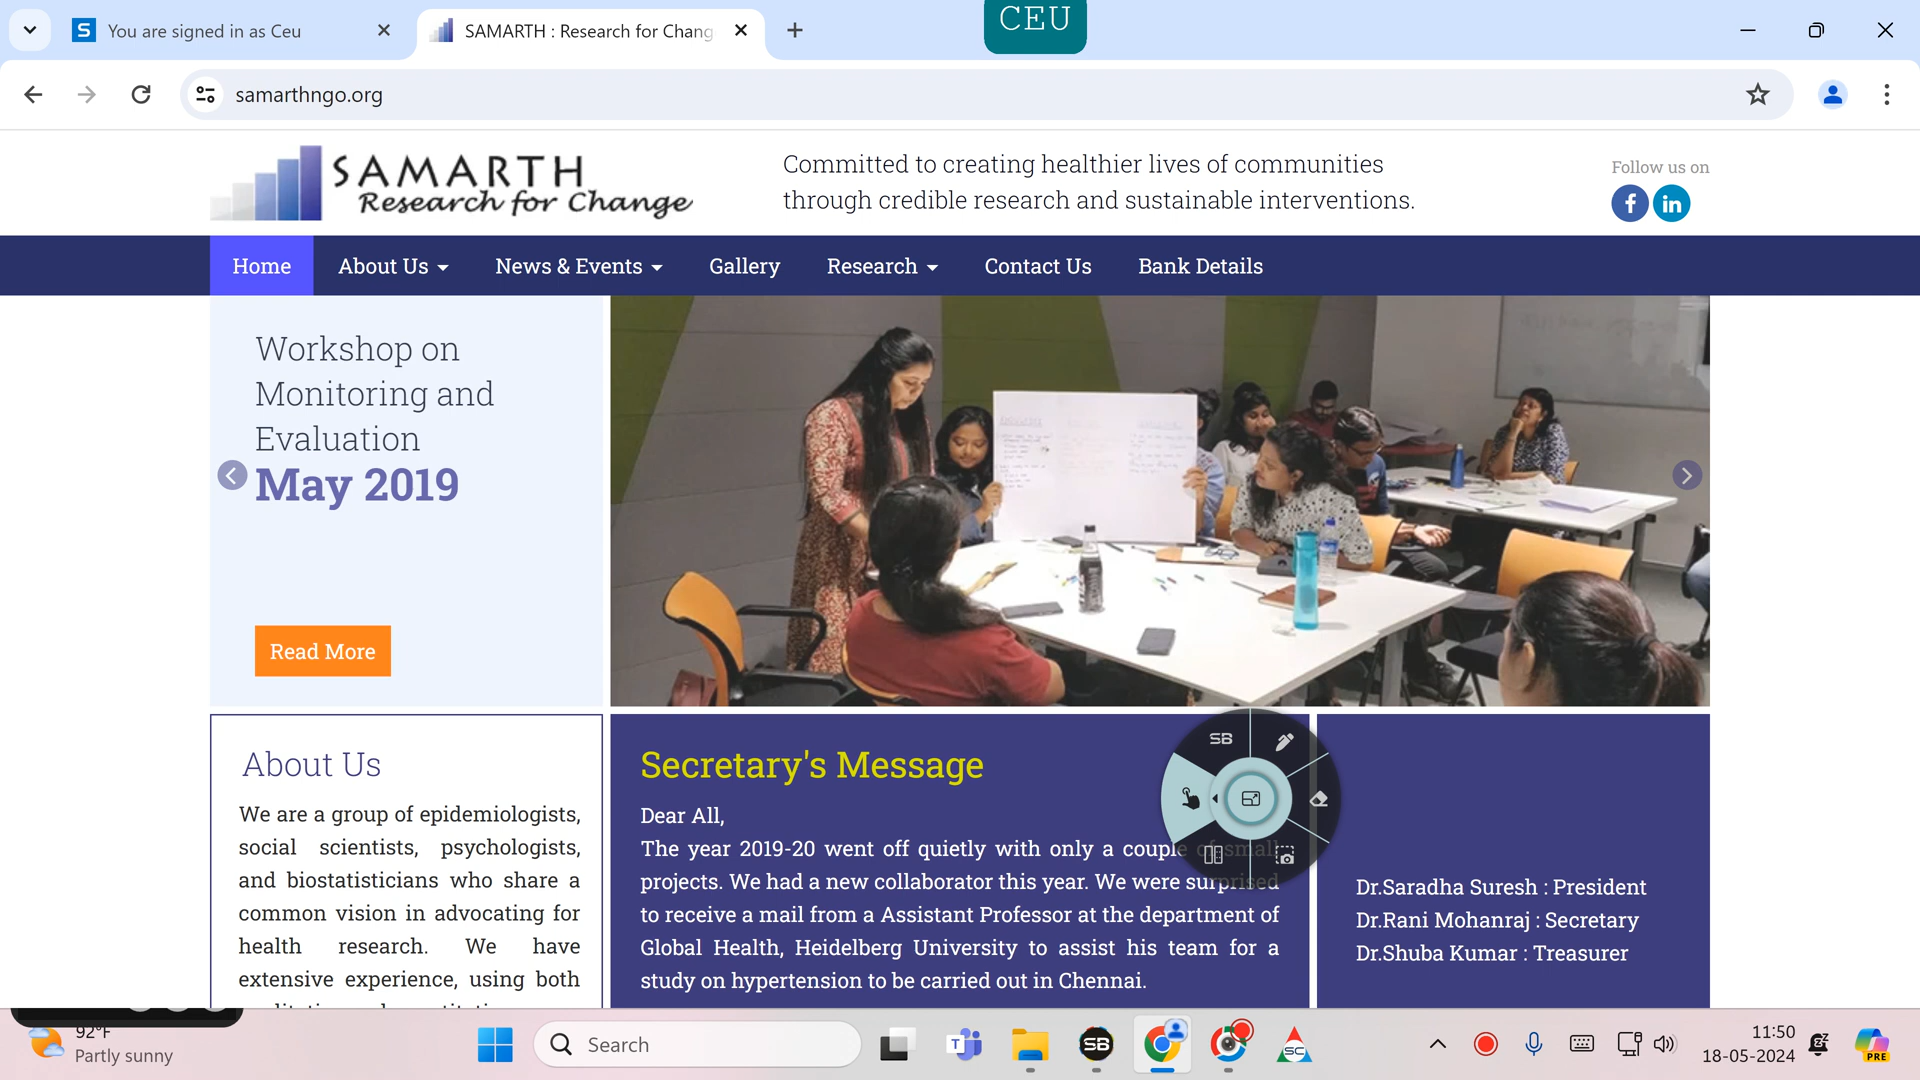 You are signed in as Ceu
SAMARTH : Research for Chang
CEU
samarthngo.org
SAMARTH
Research for Change
Committed to creating healthier lives of communities
through credible research and sustainable interventions.
Follow us on
Home
About Us
News & Events
Gallery
Research
Contact Us
Bank Details
Workshop on
Monitoring and
Evaluation
May 2019
Read More
About Us
We are a group of epidemiologists,
social scientists, psychologists,
and biostatisticians who share a
common vision in advocating for
health research. We have
extensive experience, using both
Secretary's Message
Dear All,
The year 2019-20 went off quietly with only a couple of small
projects. We had a new collaborator this year. We were surprised
to receive a mail from a Assistant Professor at the department of
Global Health, Heidelberg University to assist his team for a
study on hypertension to be carried out in Chennai.
SB
Dr.Saradha Suresh : President
Dr.Rani Mohanraj : Secretary
Dr.Shuba Kumar : Treasurer
92°F
Partly sunny
Search
SB
SC
11:50
18-05-2024
PRE